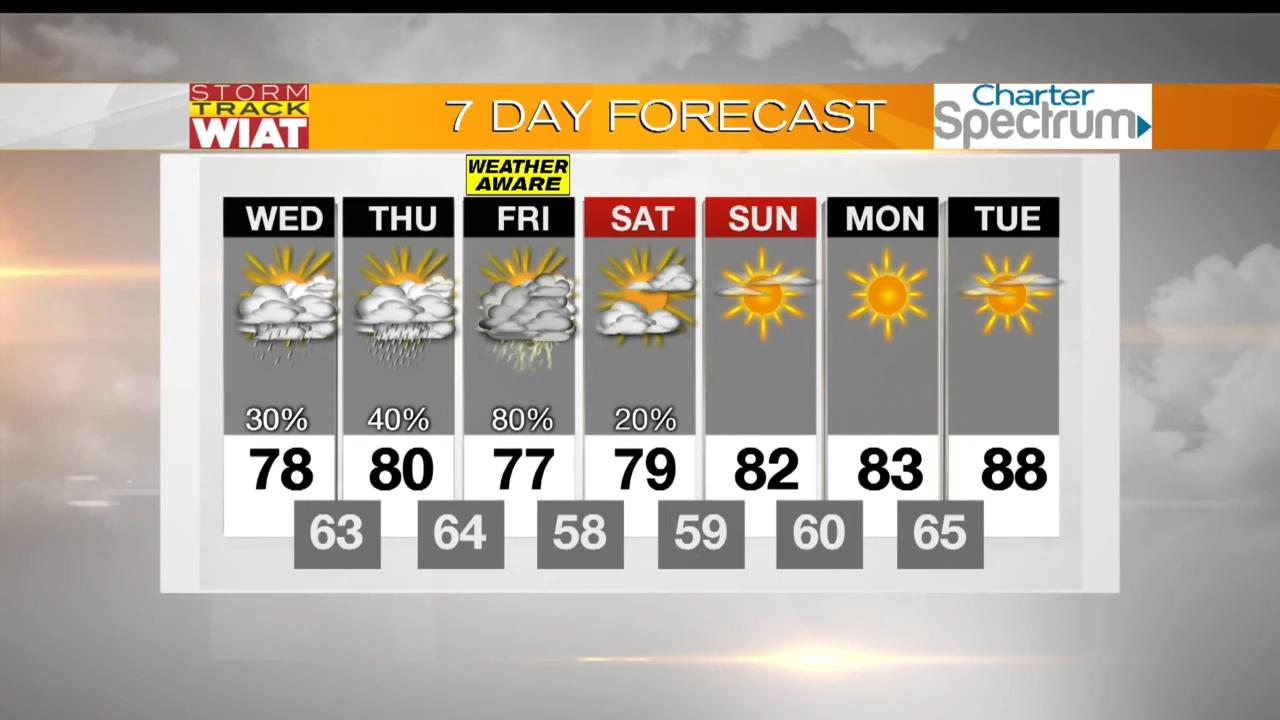 STORM
TRACK
WIAT
7 DAY FORECAST
Charter
Spectrum
WEATHER
AWARE
WED THU FRI SAT SUN MON TUE
30% 40% 80% 20%
78 80 77 79 82 83 88
63 64 58 59 60 65